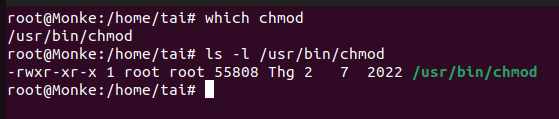 root@Monke:/home/tai# which chmod
/usr/bin/chmod
root@Monke:/home/tai# ls -l /usr/bin/chmod
-rwxr-xr-x 1 root root 55808 Thg 2   7  2022 /usr/bin/chmod
root@Monke:/home/tai#